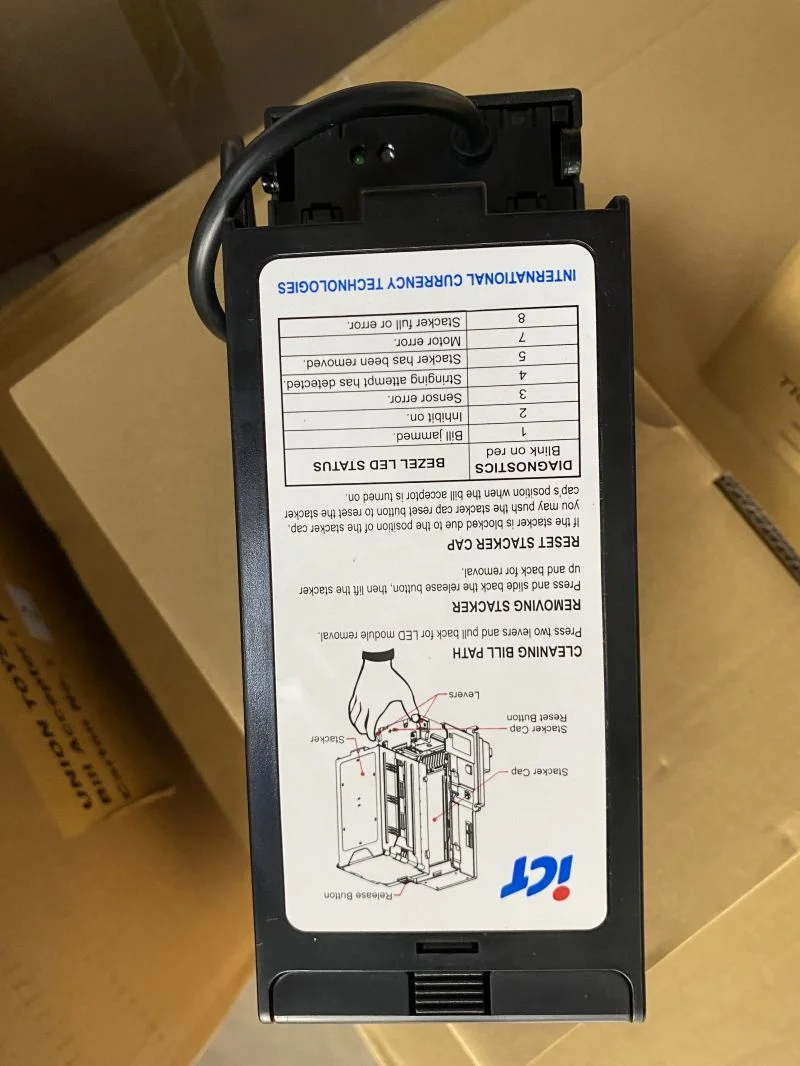 iCT
Release Button
Stacker Cap
Stacker
Stacker Cap
Reset Button
Levers
CLEANING BILL PATH
Press two levers and pull back for LED module removal.
REMOVING STACKER
Press and slide back the release button, then lift the stacker
up and back for removal.
RESET STACKER CAP
If the stacker is blocked due to the position of the stacker cap,
you may push the stacker cap reset button to reset the stacker
cap's position when the bill acceptor is turned on.
DIAGNOSTICS BEZEL LED STATUS
Blink on red
1 Bill jammed.
2 Inhibit on.
3 Sensor error.
4 Stringing attempt has detected.
5 Stacker has been removed.
7 Motor error.
8 Stacker full or error.
INTERNATIONAL CURRENCY TECHNOLOGIES
UNION TOYS
Bill Acceptor
Carton No.